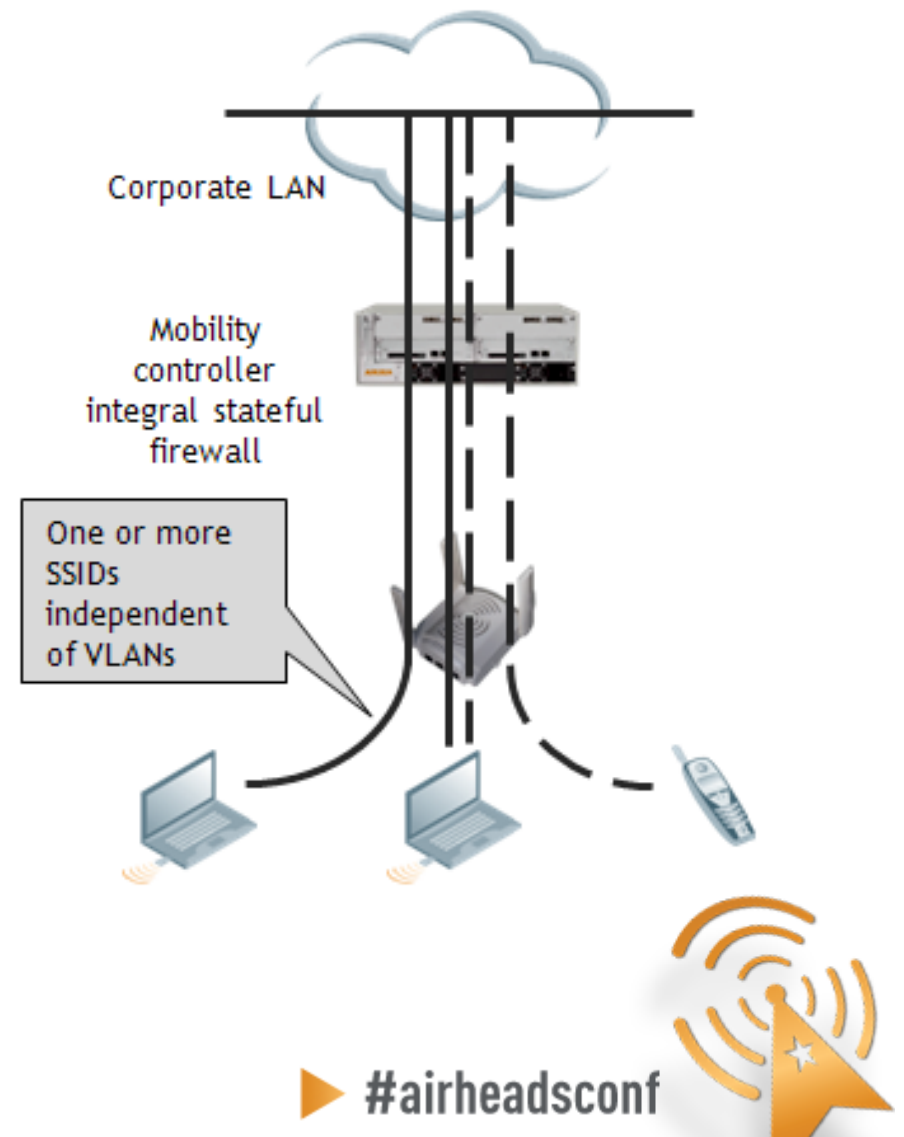 Corporate LAN
Mobility
controller
integral stateful
firewall
One or more
SSIDs
independent
of VLANs
#airheadsconf